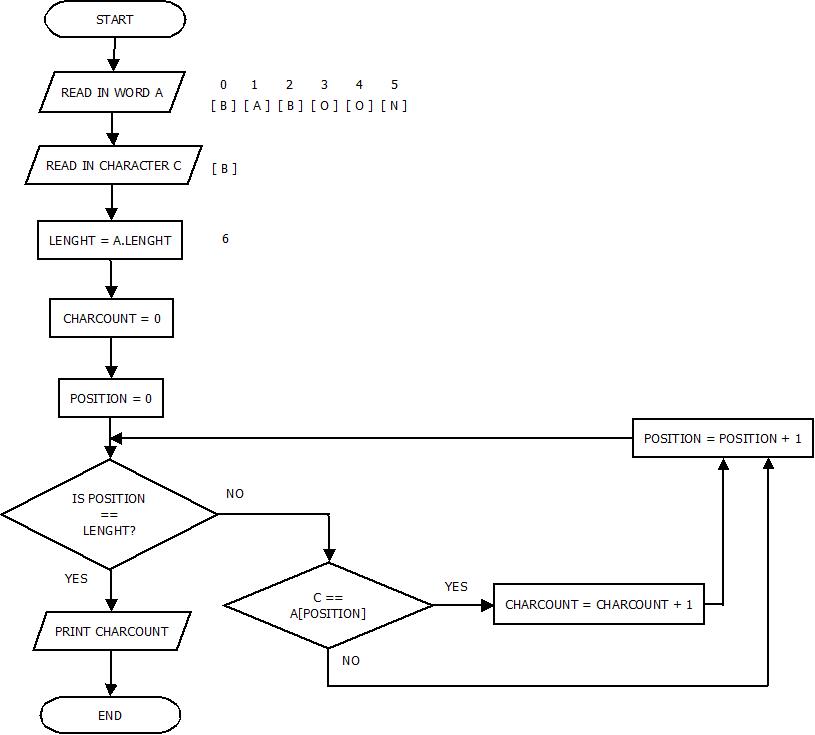 START
READ IN WORD A
0 1 2 3 4 5
[ B ] [ A ] [ B ] [ O ] [ O ] [ N ]
READ IN CHARACTER C
[ B ]
LENGHT = A.LENGHT
6
CHARCOUNT = 0
POSITION = 0
POSITION = POSITION + 1
IS POSITION
==
LENGHT?
NO
YES
C ==
A[POSITION]
YES
CHARCOUNT = CHARCOUNT + 1
NO
PRINT CHARCOUNT
END